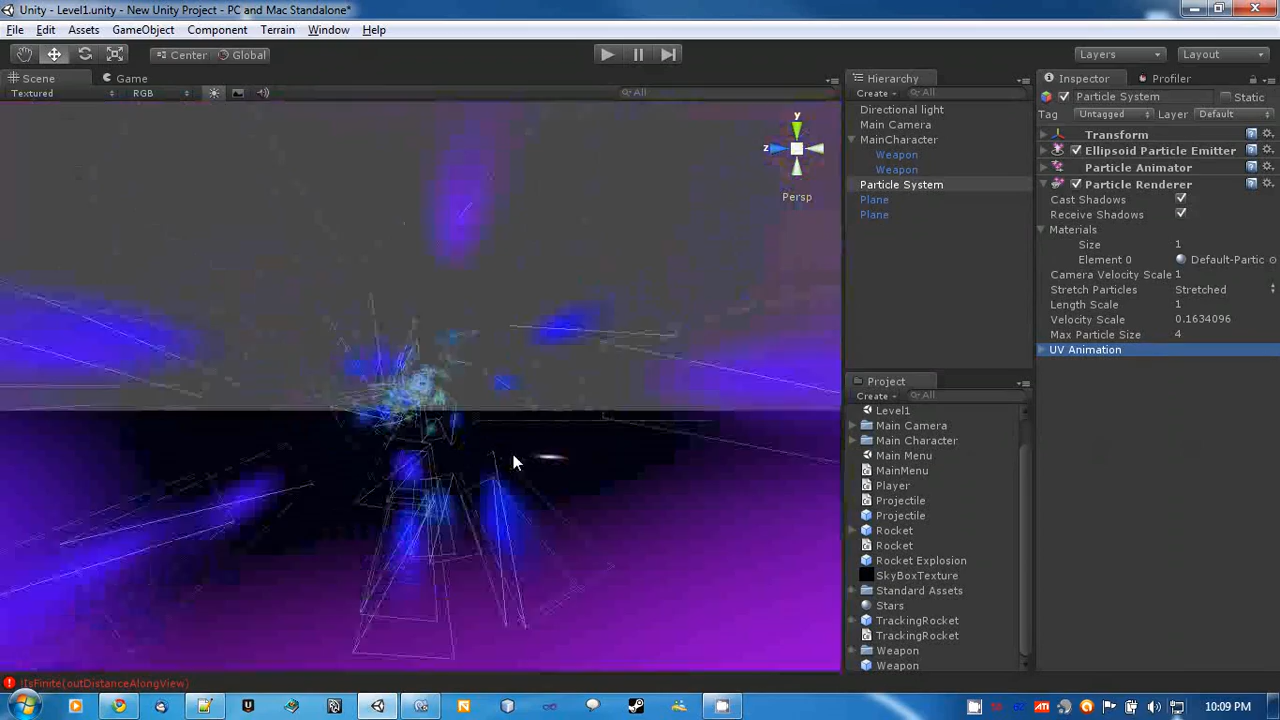 Unity - Level1.unity - New Unity Project - PC and Mac Standalone*
File Edit Assets GameObject Component Terrain Window Help
Center Global Layers Layout
Scene Game Hierarchy Inspector Profiler
Textured RGB All Create All Particle System Static
Tag Untagged Layer Default
Directional light
Main Camera
MainCharacter
Weapon
Weapon
Particle System
Plane
Plane
y
z
Persp
Transform
Ellipsoid Particle Emitter
Particle Animator
Particle Renderer
Cast Shadows
Receive Shadows
Materials
Size 1
Element 0 Default-Partic
Camera Velocity Scale 1
Stretch Particles Stretched
Length Scale 1
Velocity Scale 0.1634096
Max Particle Size 4
UV Animation
Project
Create All
Level1
Main Camera
Main Character
Main Menu
MainMenu
Player
Projectile
Projectile
Rocket
Rocket
Rocket Explosion
SkyBoxTexture
Standard Assets
Stars
TrackingRocket
TrackingRocket
Weapon
Weapon
!IsFinite(outDistanceAlongView)
10:09 PM